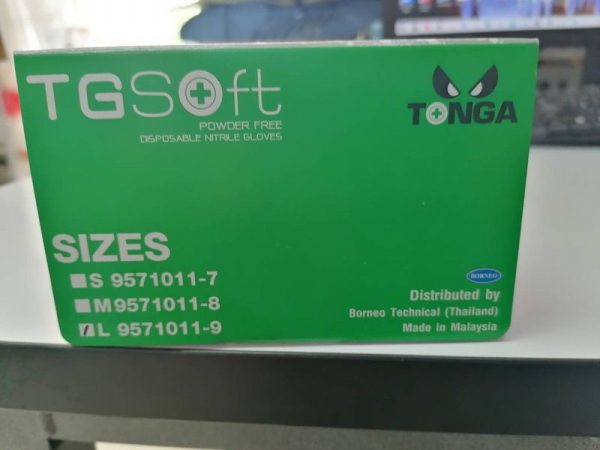 TGSoft
POWDER FREE
DISPOSABLE NITRILE GLOVES
TONGA
SIZES
S 9571011-7
M 9571011-8
L 9571011-9
BORNEO
Distributed by
Borneo Technical (Thailand)
Made in Malaysia